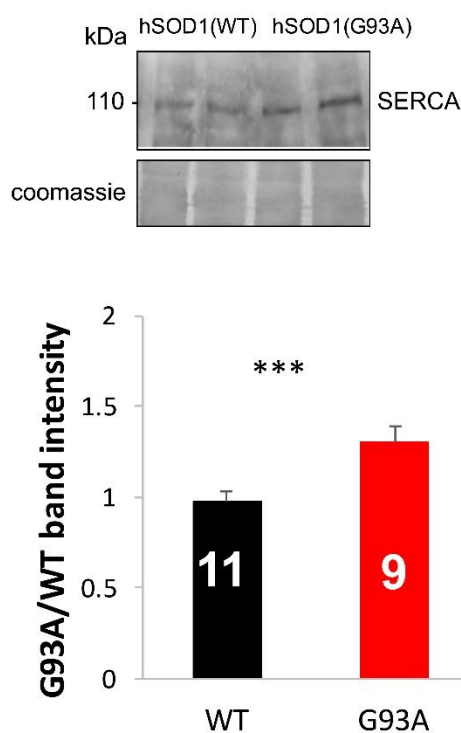 kDa hSOD1(WT) hSOD1(G93A)
110 SERCA
coomassie
G93A/WT band intensity
2
***
1.5
1
0.5
0
11
9
WT G93A